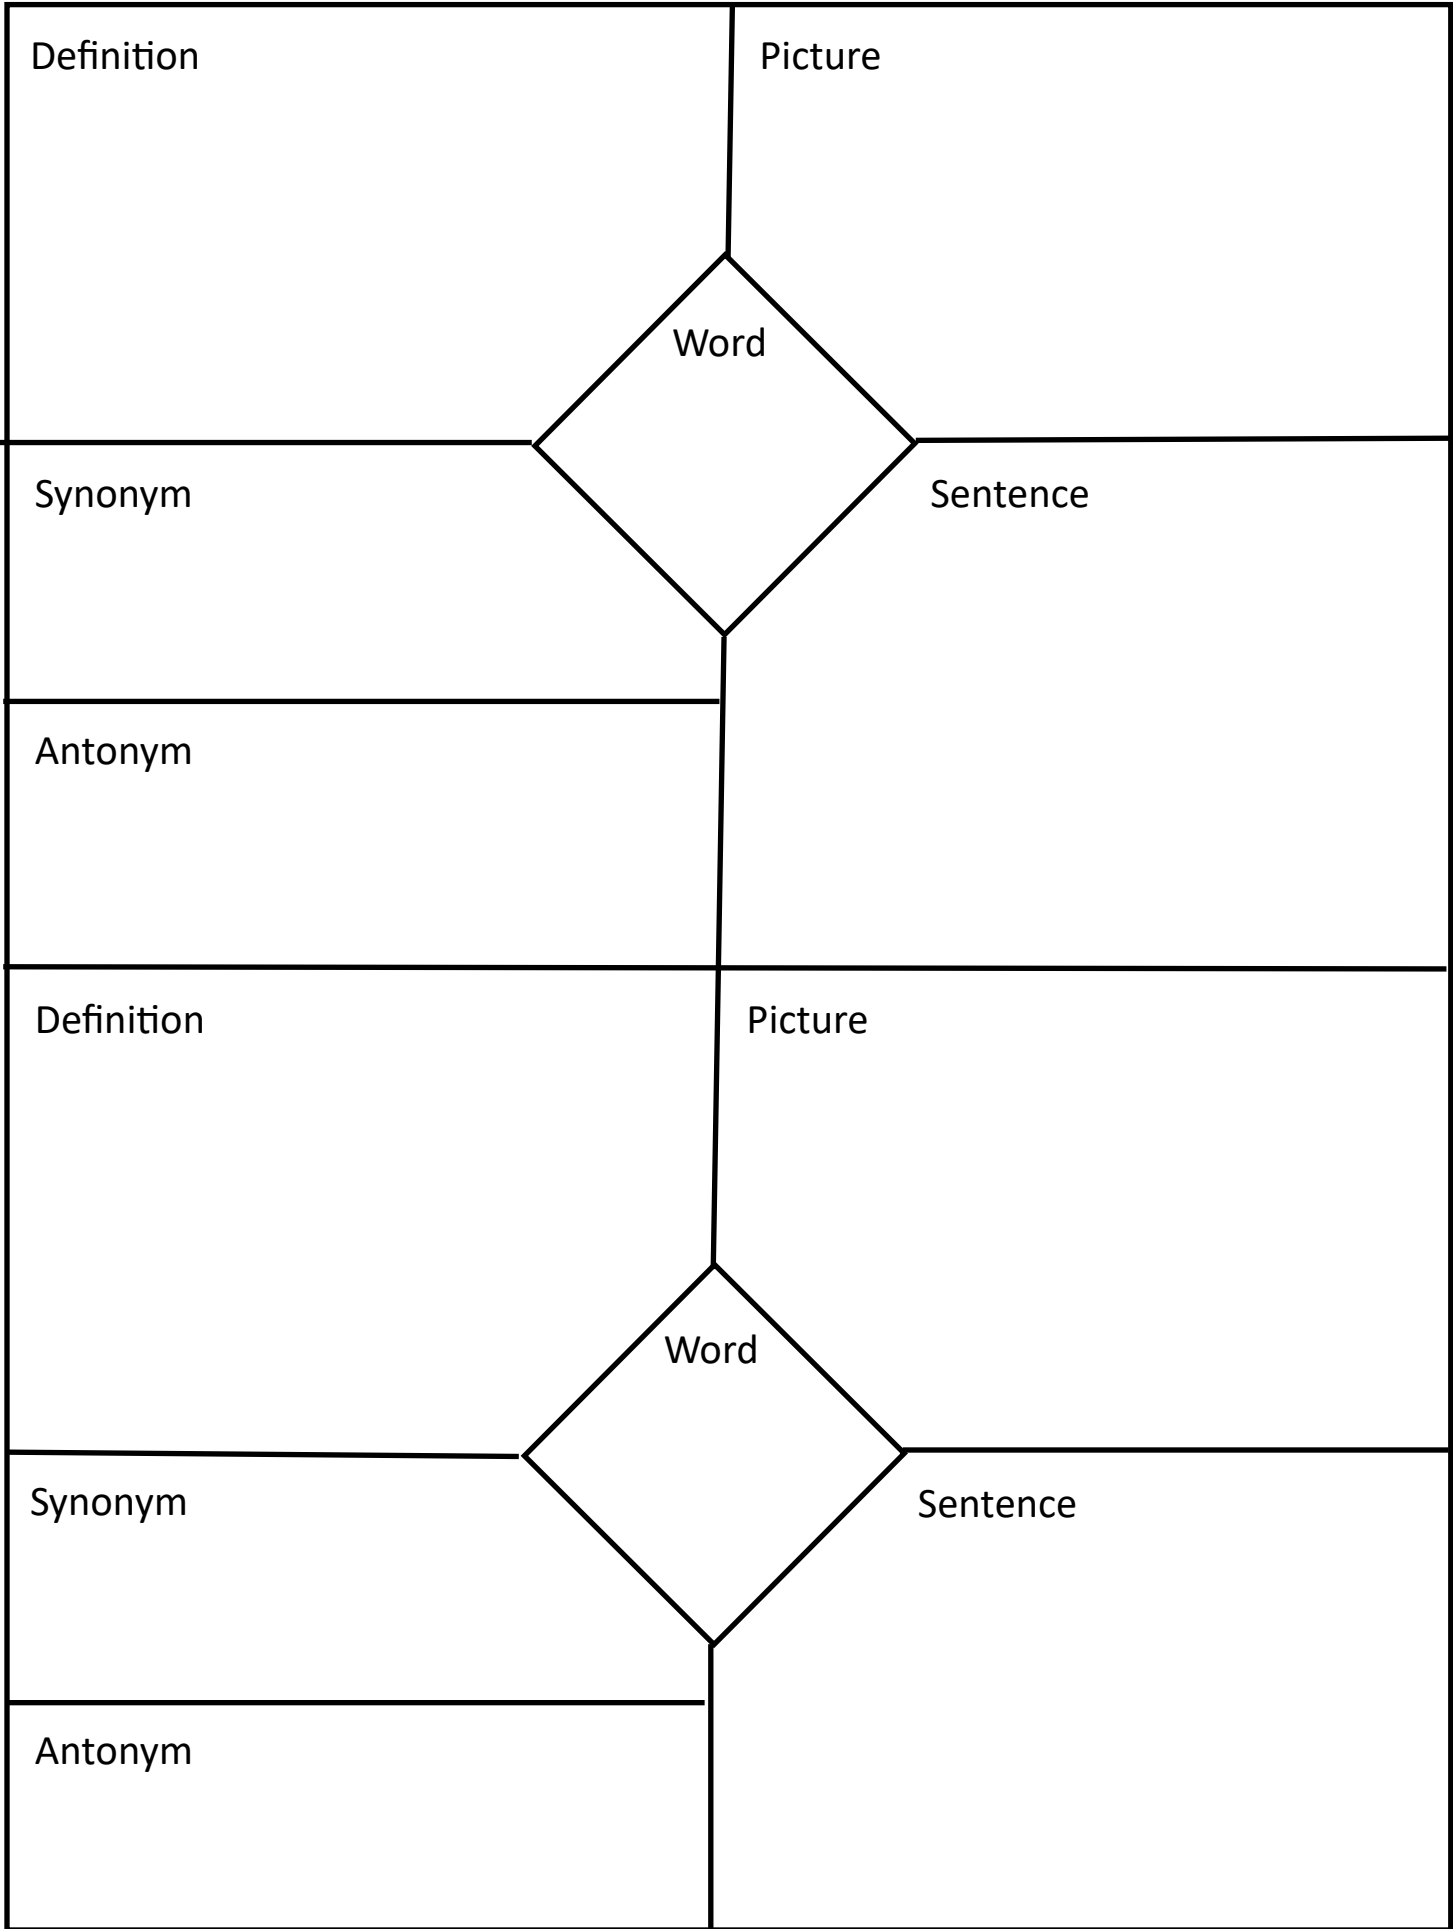 Definition
Picture
Word
Synonym
Sentence
Antonym
Definition
Picture
Word
Synonym
Sentence
Antonym